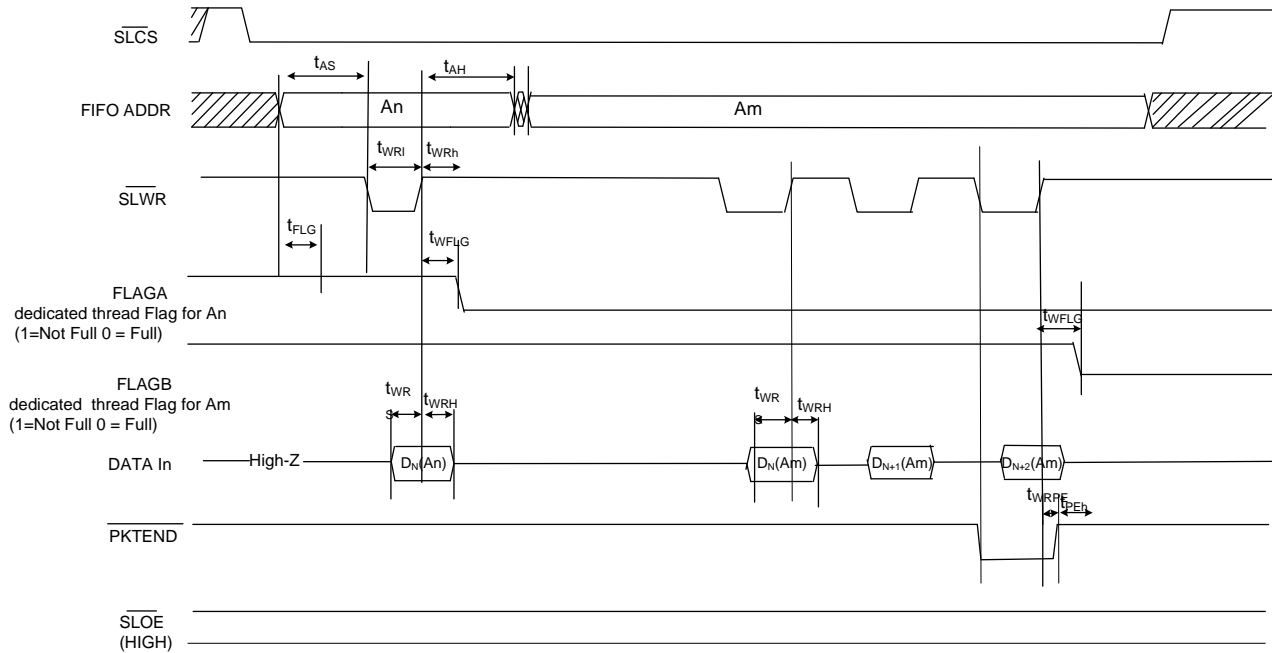 SLCS
tAS
tAH
FIFO ADDR
An
Am
tWRl
tWRh
SLWR
tFLG
tWFLG
FLAGA
dedicated thread Flag for An
(1=Not Full 0 = Full)
tWFLG
FLAGB
dedicated thread Flag for Am
(1=Not Full 0 = Full)
tWR
S
tWRH
tWR
S
tWRH
DATA In
High-Z
DN(An)
DN(Am)
DN+1(Am)
DN+2(Am)
tWRPE
tPEh
PKTEND
SLOE
(HIGH)